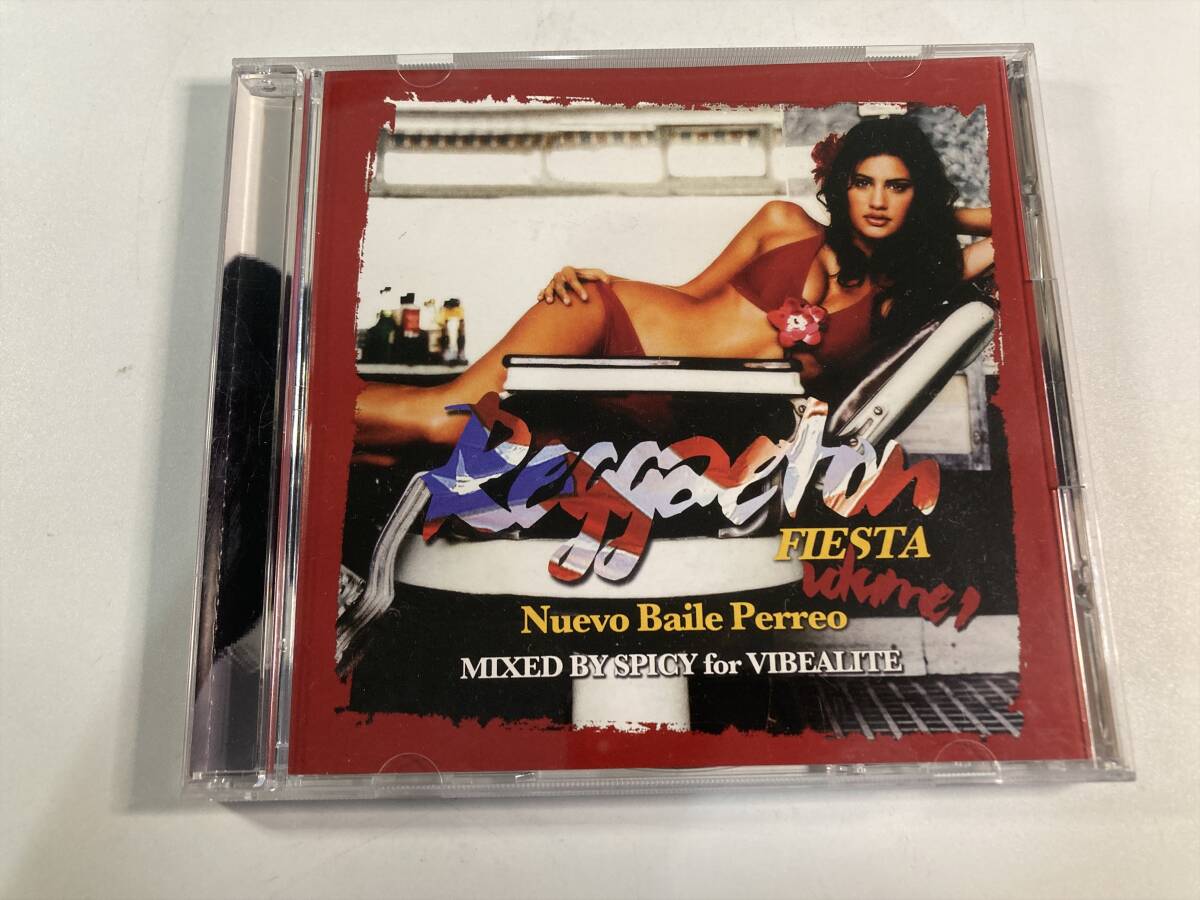 Reggaeton
FIESTA
volume 1
Nuevo Baile Perreo
MIXED BY SPICY for VIBEALITE